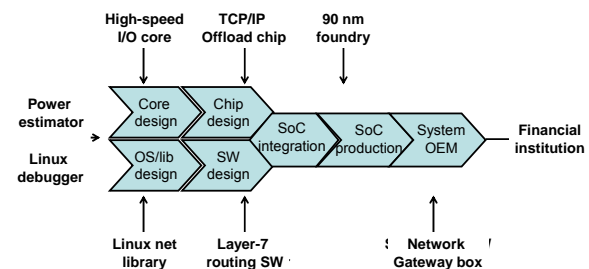 High-speed
I/O core
TCP/IP
Offload chip
90 nm
foundry
Power
estimator
Linux
debugger
Core
design
Chip
design
OS/lib
design
SW
design
SoC
integration
SoC
production
System
OEM
Financial
institution
Linux net
library
Layer-7
routing SW
Network
Gateway box